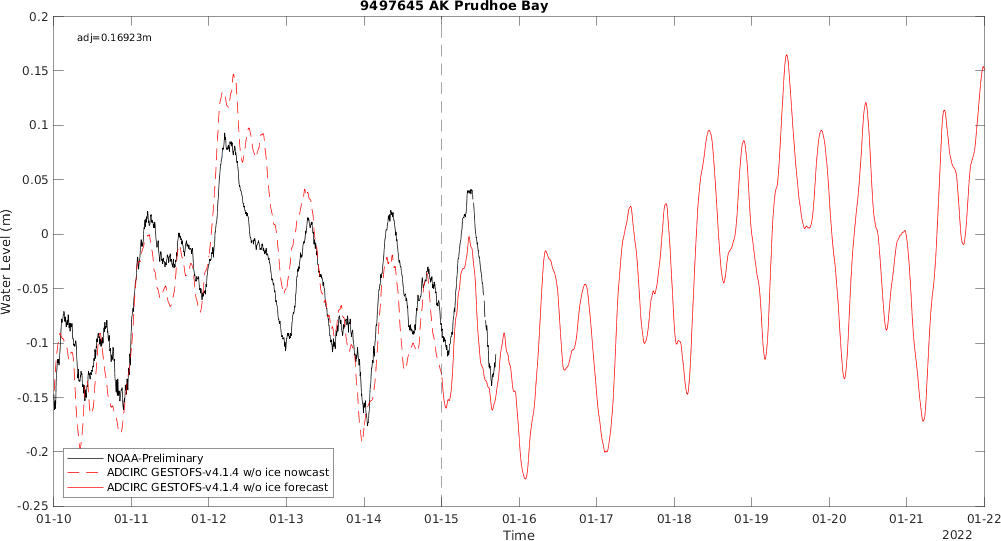 9497645 AK Prudhoe Bay
adj=0.16923m
Water Level (m)
0.2
0.15
0.1
0.05
0
-0.05
-0.1
-0.15
-0.2
-0.25
NOAA-Preliminary
ADCIRC GESTOFS-v4.1.4 w/o ice nowcast
ADCIRC GESTOFS-v4.1.4 w/o ice forecast
01-10 01-11 01-12 01-13 01-14 01-15 01-16 01-17 01-18 01-19 01-20 01-21 01-22
Time
2022